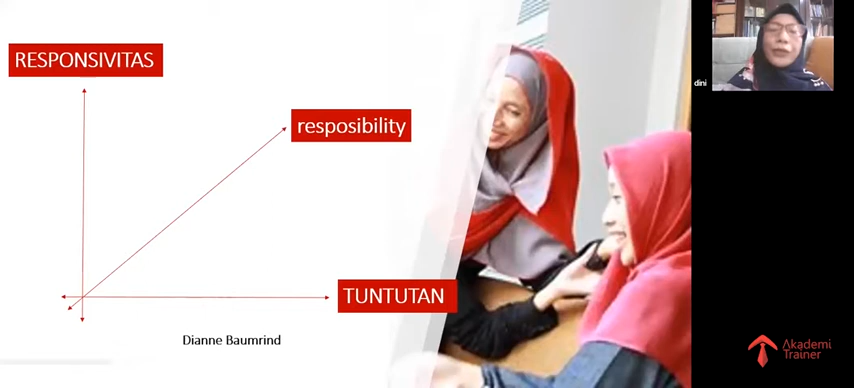 RESPONSIVITAS
resposibility
TUNTUTAN
Dianne Baumrind
dini
Akademi
Trainer